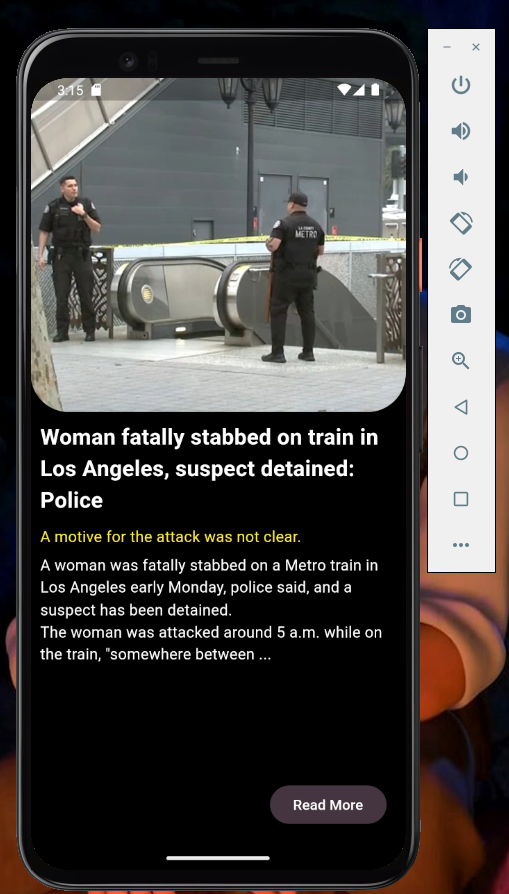 3:15
L.A. COUNTY
METRO
Woman fatally stabbed on train in
Los Angeles, suspect detained:
Police
A motive for the attack was not clear.
A woman was fatally stabbed on a Metro train in
Los Angeles early Monday, police said, and a
suspect has been detained.
The woman was attacked around 5 a.m. while on
the train, "somewhere between ...
Read More